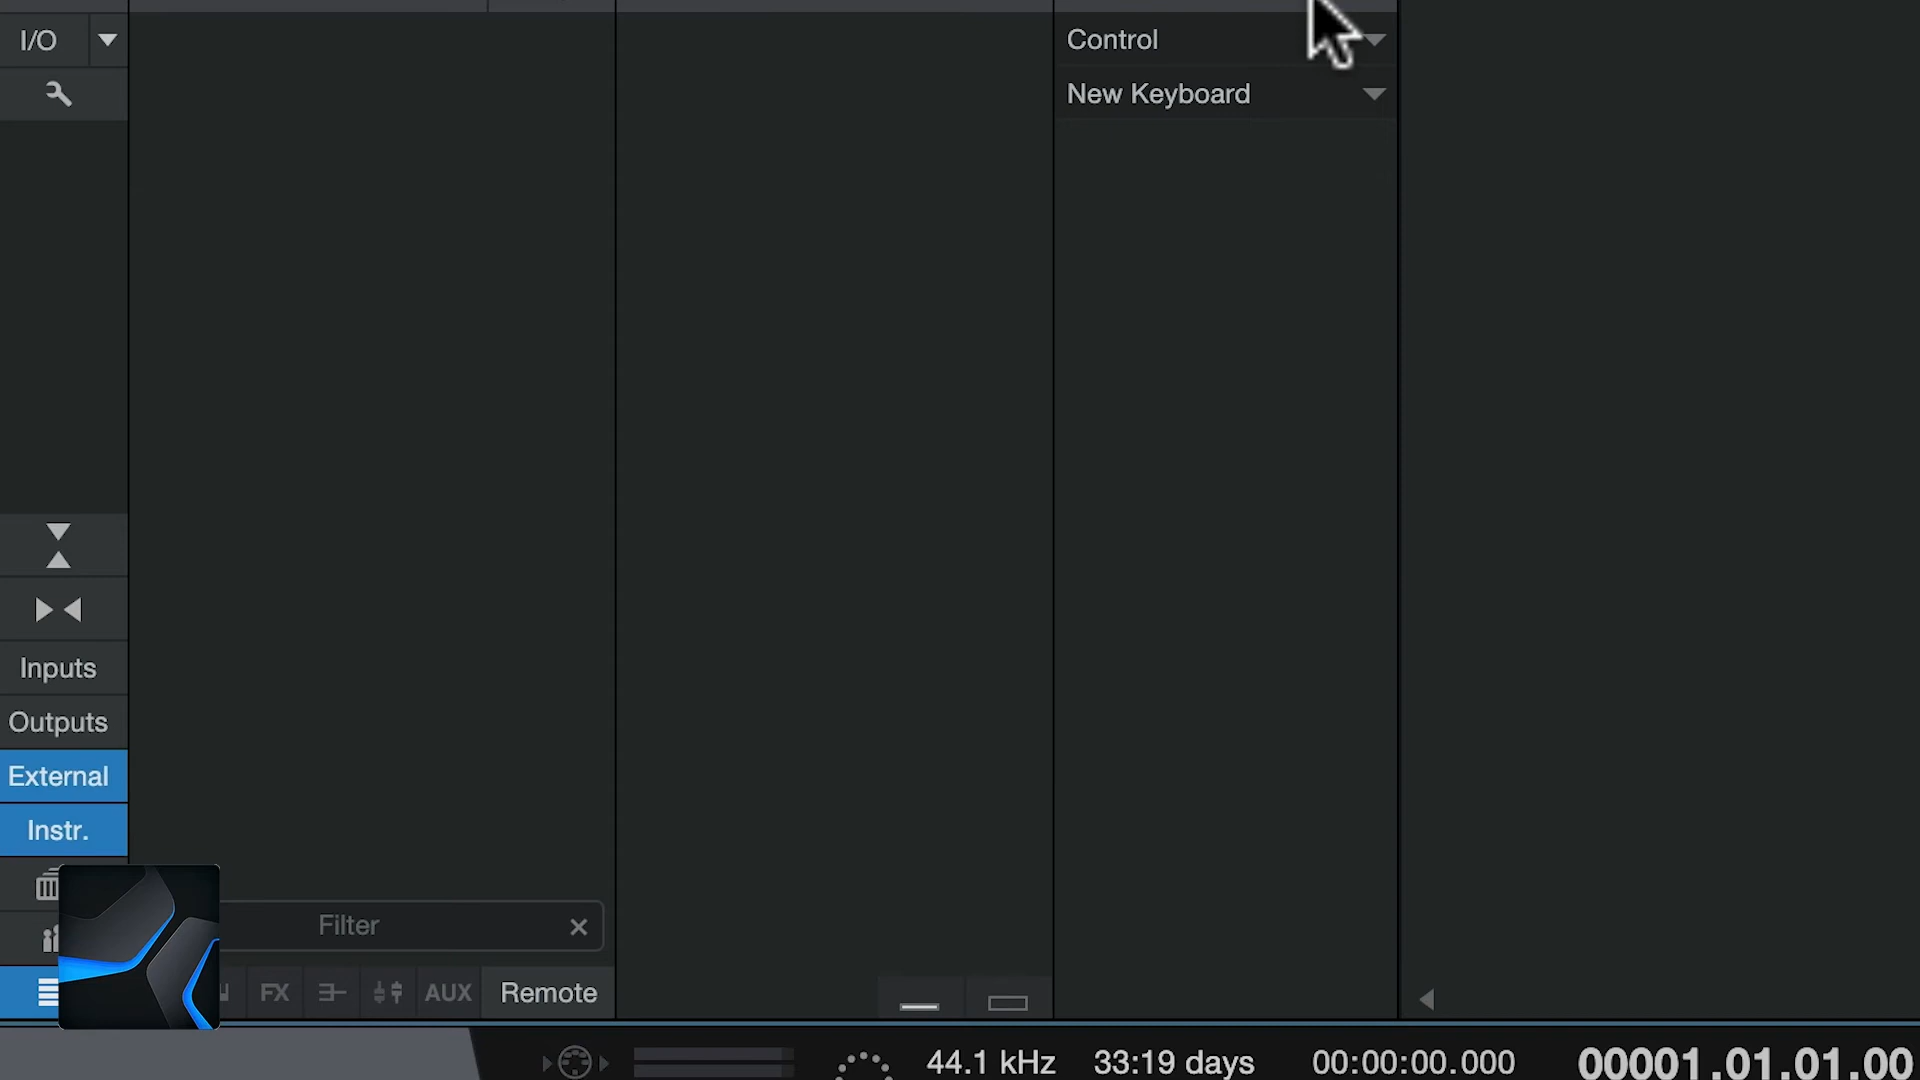 I/O
Control
New Keyboard
Inputs
Outputs
External
Instr.
Filter
FX
AUX
Remote
44.1 kHz
33:19 days
00:00:00.000
00001.01.01.00